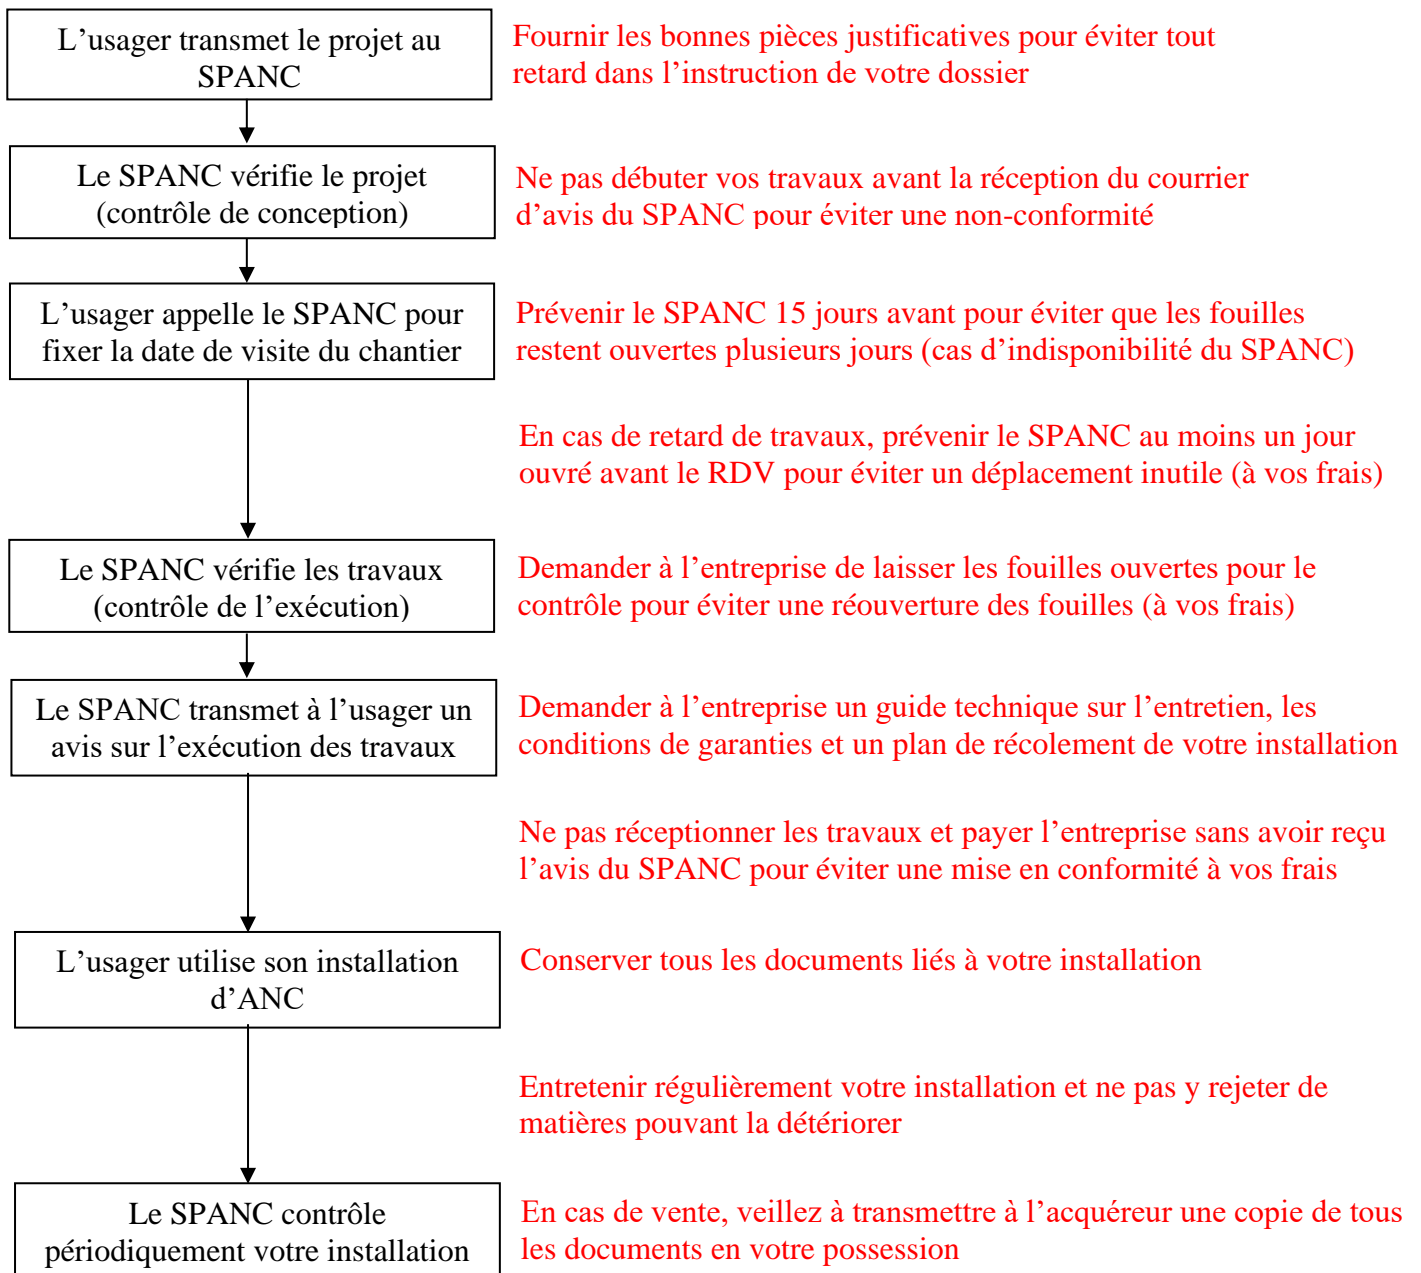 L’usager transmet le projet au
SPANC
Fournir les bonnes pièces justificatives pour éviter tout
retard dans l’instruction de votre dossier
Le SPANC vérifie le projet
(contrôle de conception)
Ne pas débuter vos travaux avant la réception du courrier
d’avis du SPANC pour éviter une non-conformité
L’usager appelle le SPANC pour
fixer la date de visite du chantier
Prévenir le SPANC 15 jours avant pour éviter que les fouilles
restent ouvertes plusieurs jours (cas d’indisponibilité du SPANC)
En cas de retard de travaux, prévenir le SPANC au moins un jour
ouvré avant le RDV pour éviter un déplacement inutile (à vos frais)
Le SPANC vérifie les travaux
(contrôle de l’exécution)
Demander à l’entreprise de laisser les fouilles ouvertes pour le
contrôle pour éviter une réouverture des fouilles (à vos frais)
Le SPANC transmet à l’usager un
avis sur l’exécution des travaux
Demander à l’entreprise un guide technique sur l’entretien, les
conditions de garanties et un plan de récolement de votre installation
Ne pas réceptionner les travaux et payer l’entreprise sans avoir reçu
l’avis du SPANC pour éviter une mise en conformité à vos frais
L’usager utilise son installation
d’ANC
Conserver tous les documents liés à votre installation
Entretenir régulièrement votre installation et ne pas y rejeter de
matières pouvant la détériorer
Le SPANC contrôle
périodiquement votre installation
En cas de vente, veillez à transmettre à l’acquéreur une copie de tous
les documents en votre possession